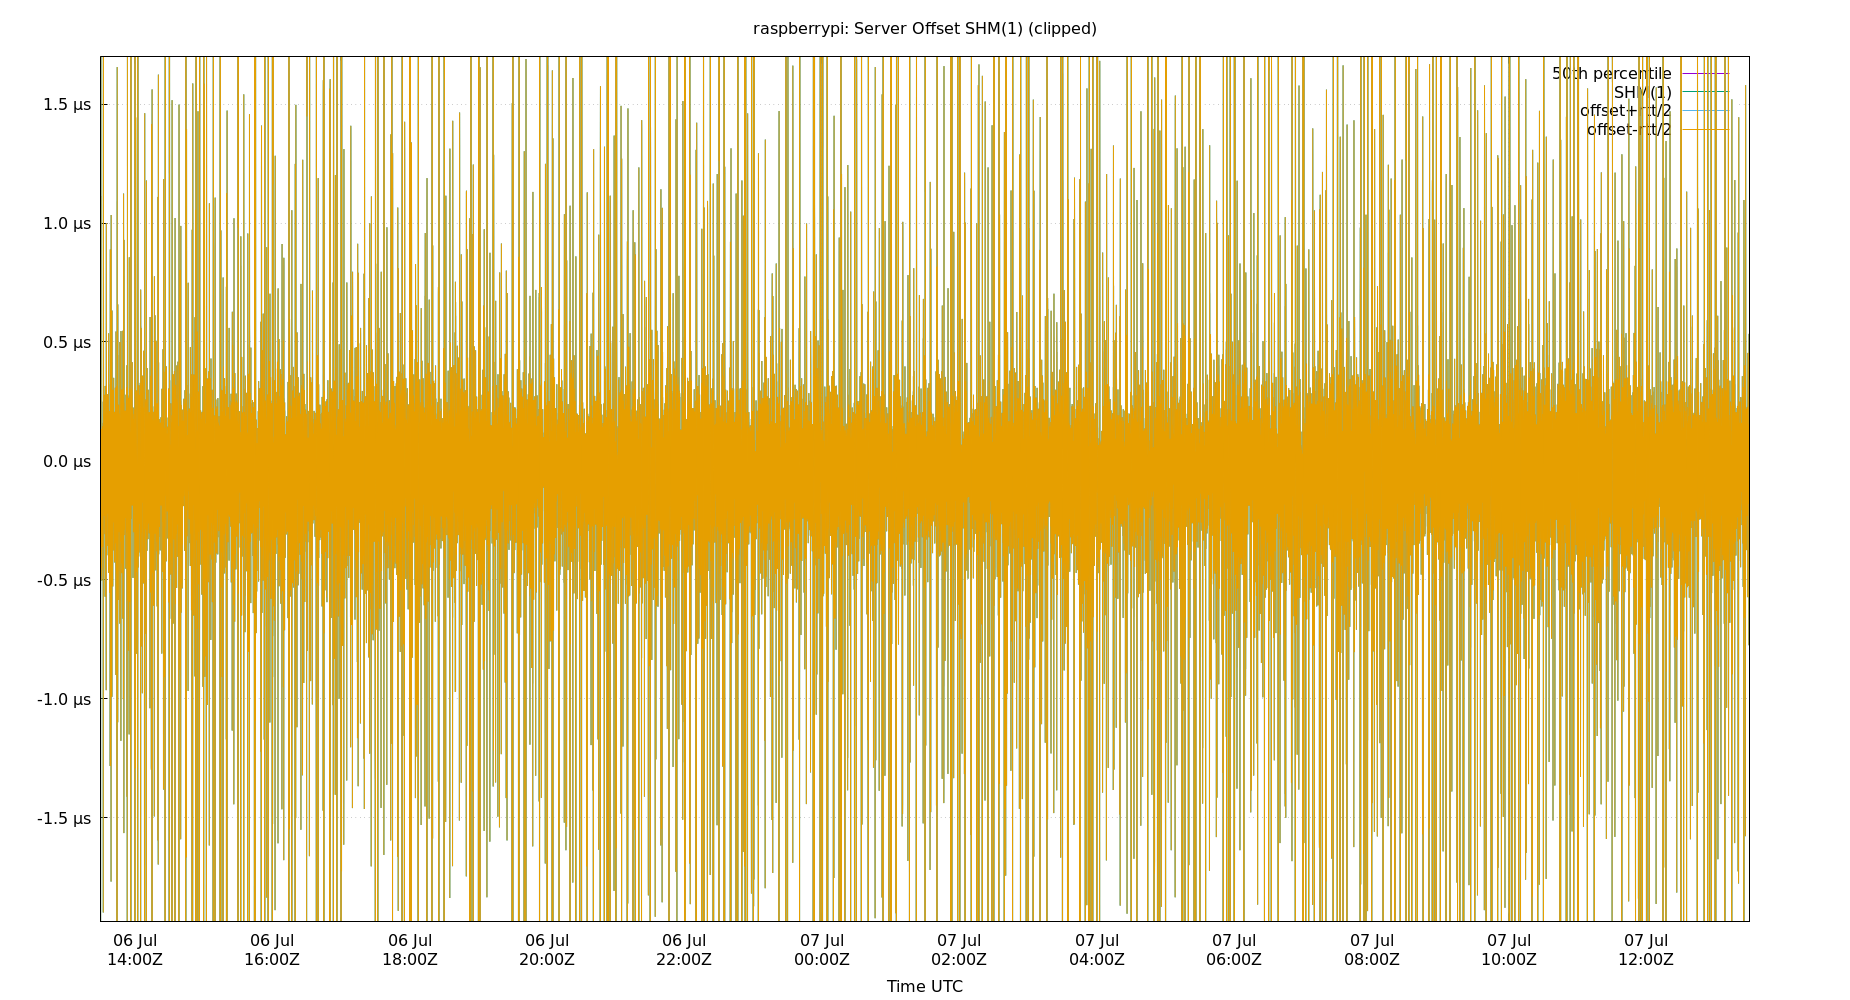 raspberrypi: Server Offset SHM(1) (clipped)
50th percentile
SHM(1)
offset+rtt/2
offset-rtt/2
1.5 µs
1.0 µs
0.5 µs
0.0 µs
-0.5 µs
-1.0 µs
-1.5 µs
06 Jul 06 Jul 06 Jul 06 Jul 06 Jul 07 Jul 07 Jul 07 Jul 07 Jul 07 Jul 07 Jul 07 Jul
14:00Z 16:00Z 18:00Z 20:00Z 22:00Z 00:00Z 02:00Z 04:00Z 06:00Z 08:00Z 10:00Z 12:00Z
Time UTC